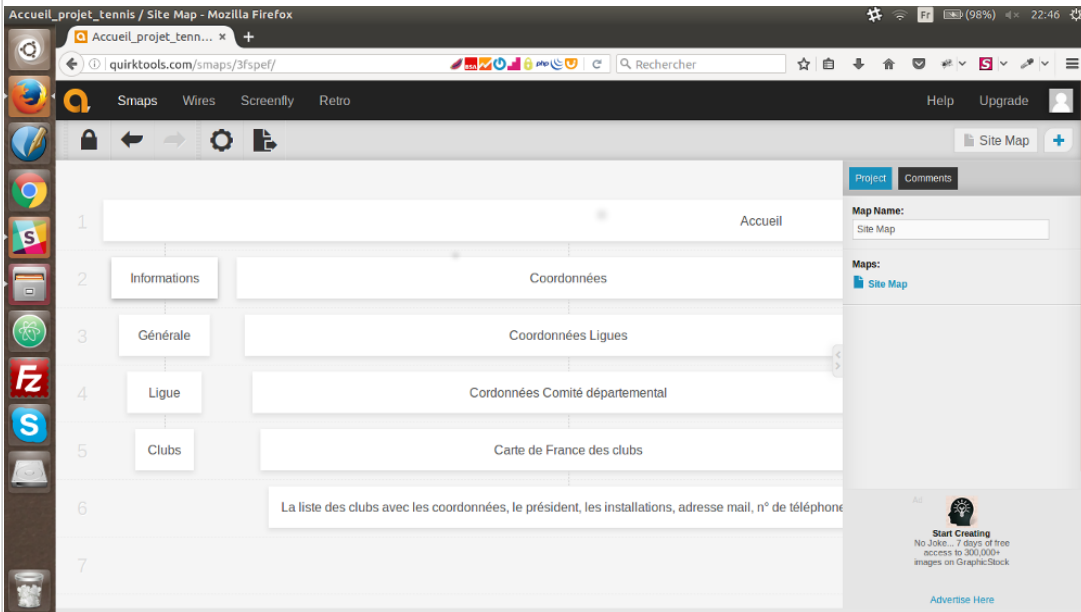 Accueil_projet_tennis / Site Map - Mozilla Firefox
Fr (98%) 22:46
Accueil_projet_tenn... × +
quirktools.com/smaps/3fspef/
BSA php Rechercher S
Smaps Wires Screenfly Retro Help Upgrade
Site Map +
Project Comments
Map Name:
Site Map
Maps:
Site Map
1 Accueil
2 Informations Coordonnées
3 Générale Coordonnées Ligues
4 Ligue Cordonnées Comité départemental
5 Clubs Carte de France des clubs
6 La liste des clubs avec les coordonnées, le président, les installations, adresse mail, n° de téléphone
7
Ad
Start Creating
No Joke... 7 days of free
access to 300,000+
images on GraphicStock
Advertise Here
S
Fz
S